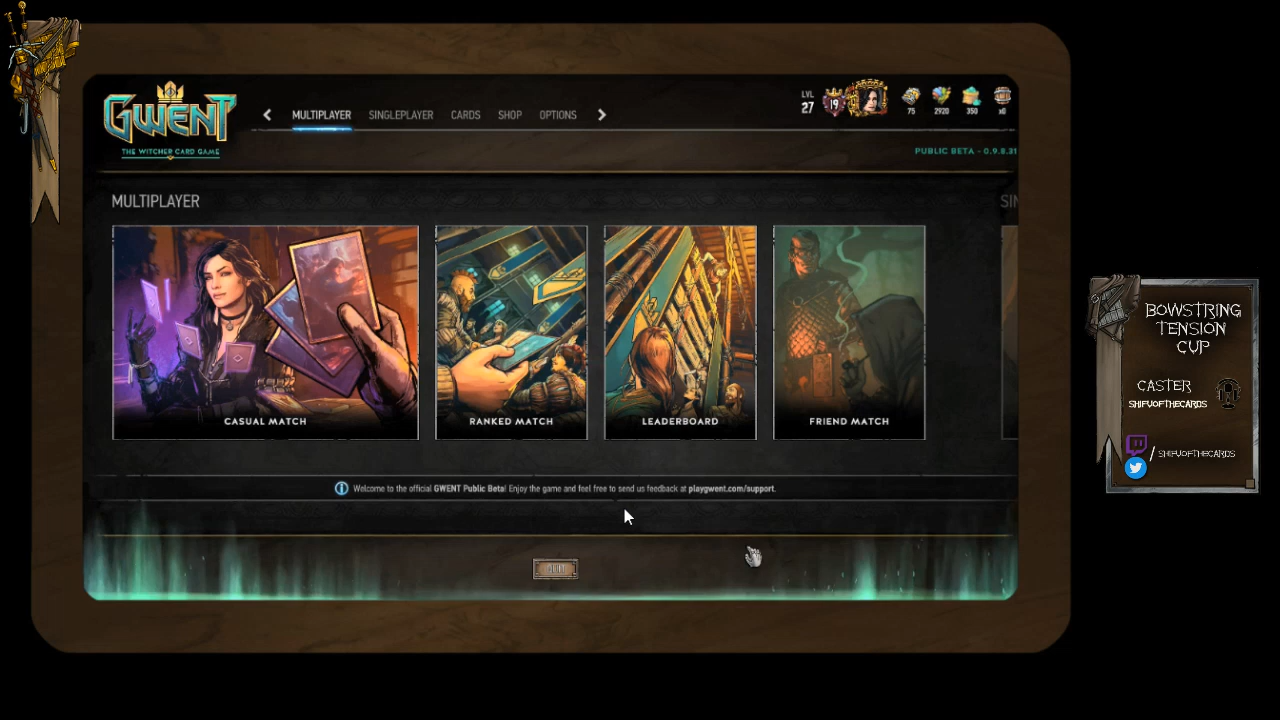 GWENT
THE WITCHER CARD GAME
MULTIPLAYER
SINGLEPLAYER
CARDS
SHOP
OPTIONS
LVL
27
19
75
2920
350
x0
PUBLIC BETA - 0.9.8.31
MULTIPLAYER
SIN
CASUAL MATCH
RANKED MATCH
LEADERBOARD
FRIEND MATCH
Welcome to the official GWENT Public Beta! Enjoy the game and feel free to send us feedback at playgwent.com/support.
QUIT
BOWSTRING
TENSION
CUP
CASTER
SHIFUOFTHECARDS
/ SHIFUOFTHECARDS